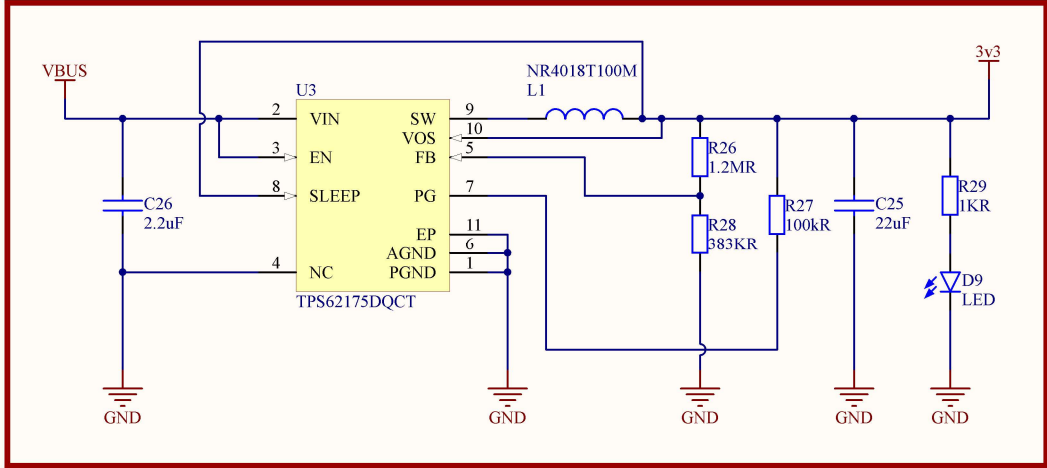 VBUS
3v3
NR4018T100M
L1
U3
2
VIN
SW
9
VOS
10
3
EN
FB
5
8
SLEEP
PG
7
EP
11
AGND
6
4
NC
PGND
1
TPS62175DQCT
C26
2.2uF
R26
1.2MR
R28
383KR
R27
100kR
C25
22uF
R29
1KR
D9
LED
GND
GND
GND
GND
GND